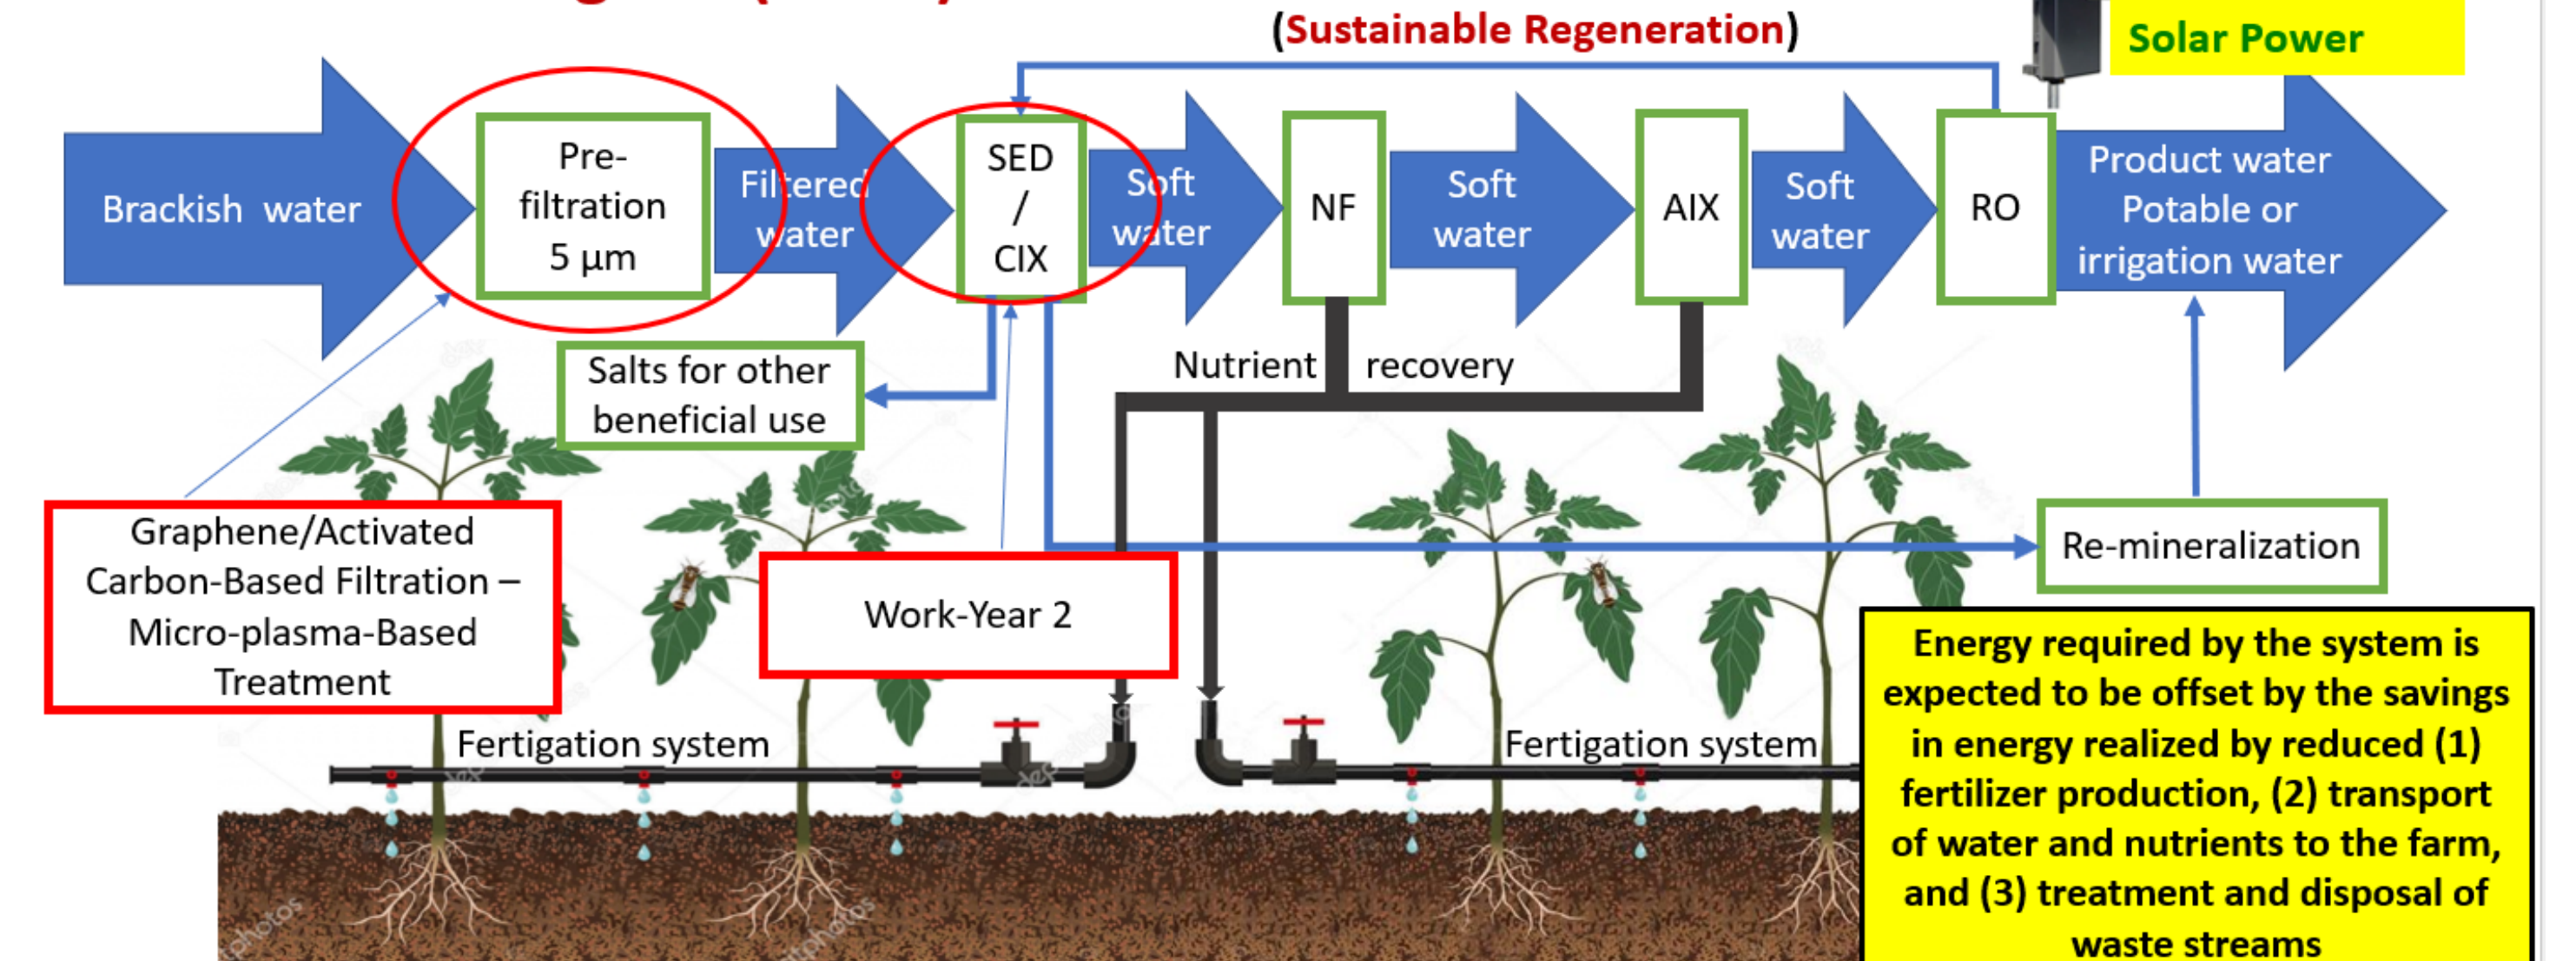 (Sustainable Regeneration)
Solar Power
Brackish water
Pre-
filtration
5 µm
Filtered
water
SED
/
CIX
Soft
water
NF
Soft
water
AIX
Soft
water
RO
Product water
Potable or
irrigation water
Salts for other
beneficial use
Nutrient recovery
Graphene/Activated
Carbon-Based Filtration –
Micro-plasma-Based
Treatment
Work-Year 2
Re-mineralization
Fertigation system
Fertigation system
Energy required by the system is
expected to be offset by the savings
in energy realized by reduced (1)
fertilizer production, (2) transport
of water and nutrients to the farm,
and (3) treatment and disposal of
waste streams